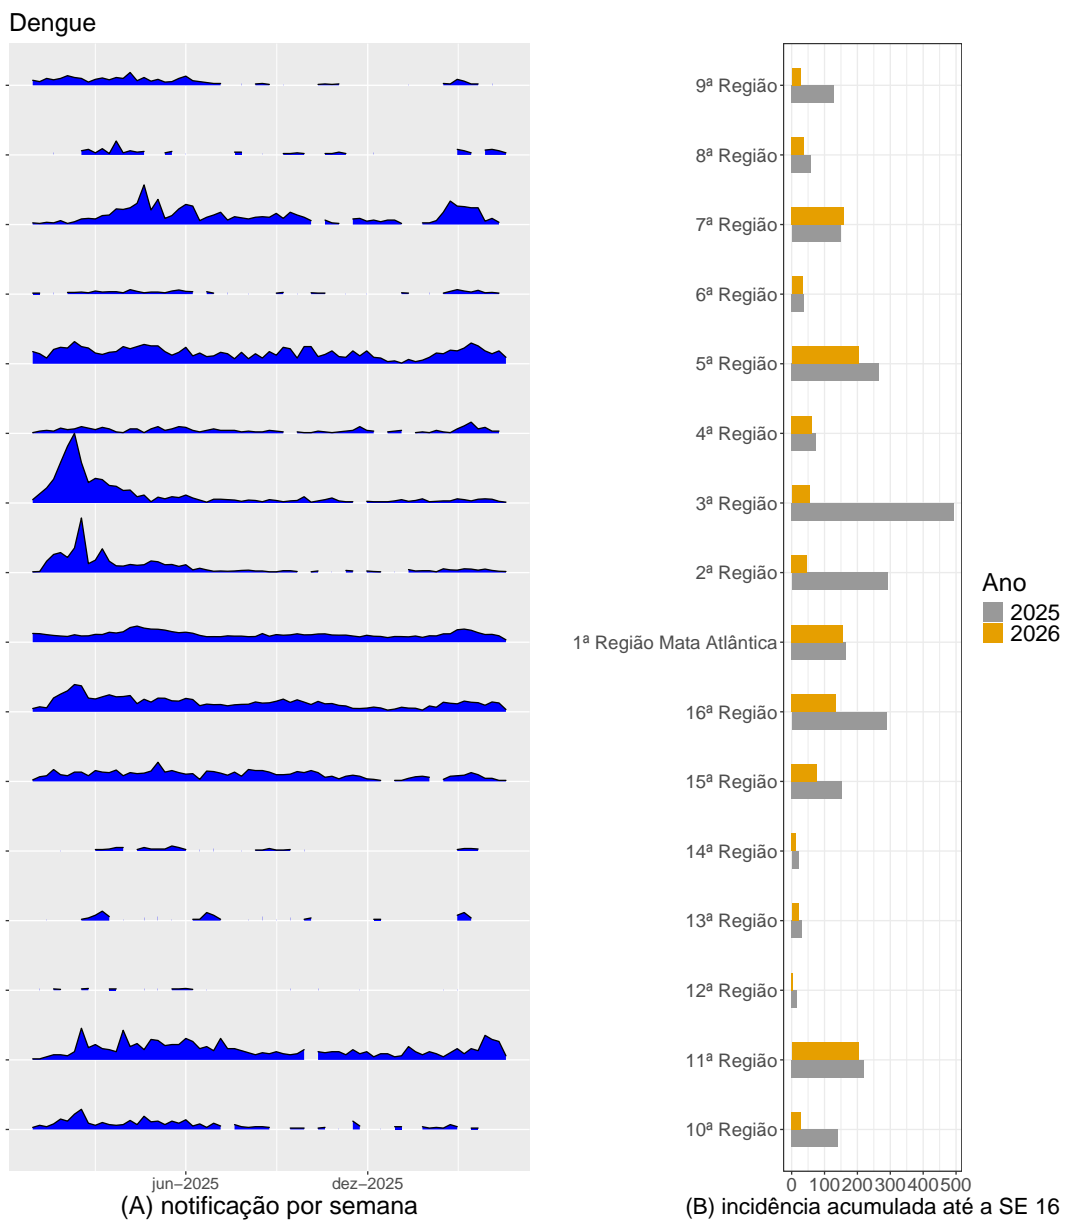 Dengue
9ª Região
8ª Região
7ª Região
6ª Região
5ª Região
4ª Região
3ª Região
2ª Região
1ª Região Mata Atlântica
16ª Região
15ª Região
14ª Região
13ª Região
12ª Região
11ª Região
10ª Região
Ano
2025
2026
jun−2025 dez−2025
0 100 200 300 400 500
(A) notificação por semana
(B) incidência acumulada até a SE 16